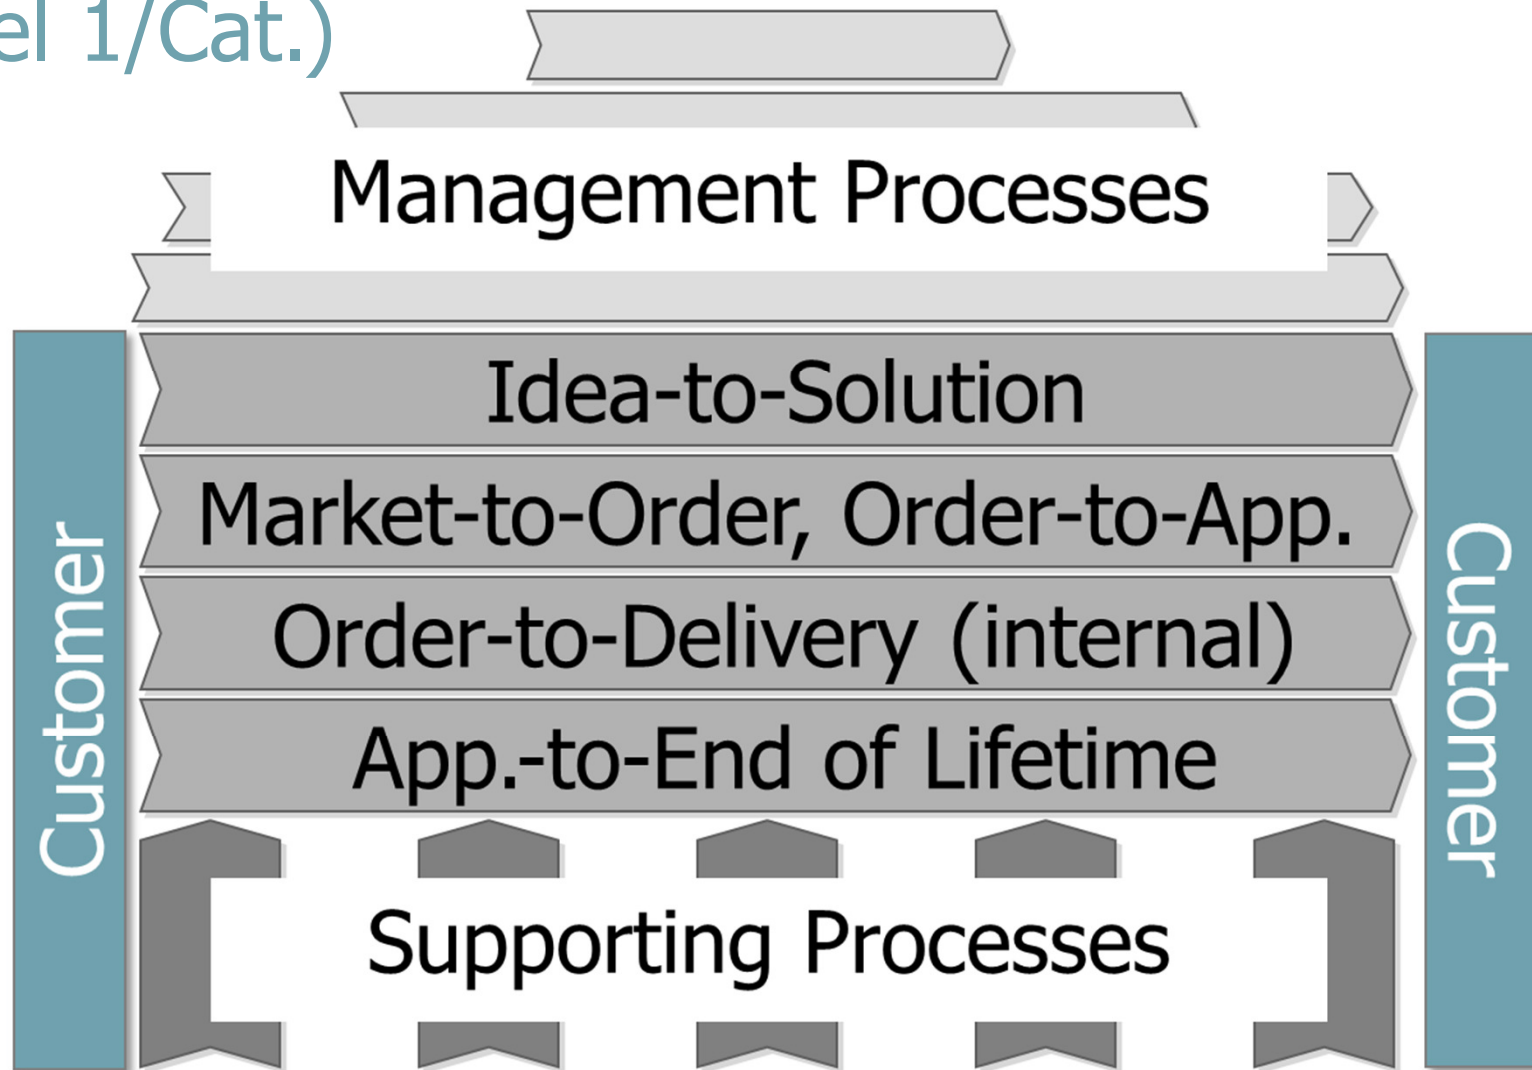 el 1/Cat.)
Management Processes
Idea-to-Solution
Market-to-Order, Order-to-App.
Order-to-Delivery (internal)
App.-to-End of Lifetime
Customer
Customer
Supporting Processes